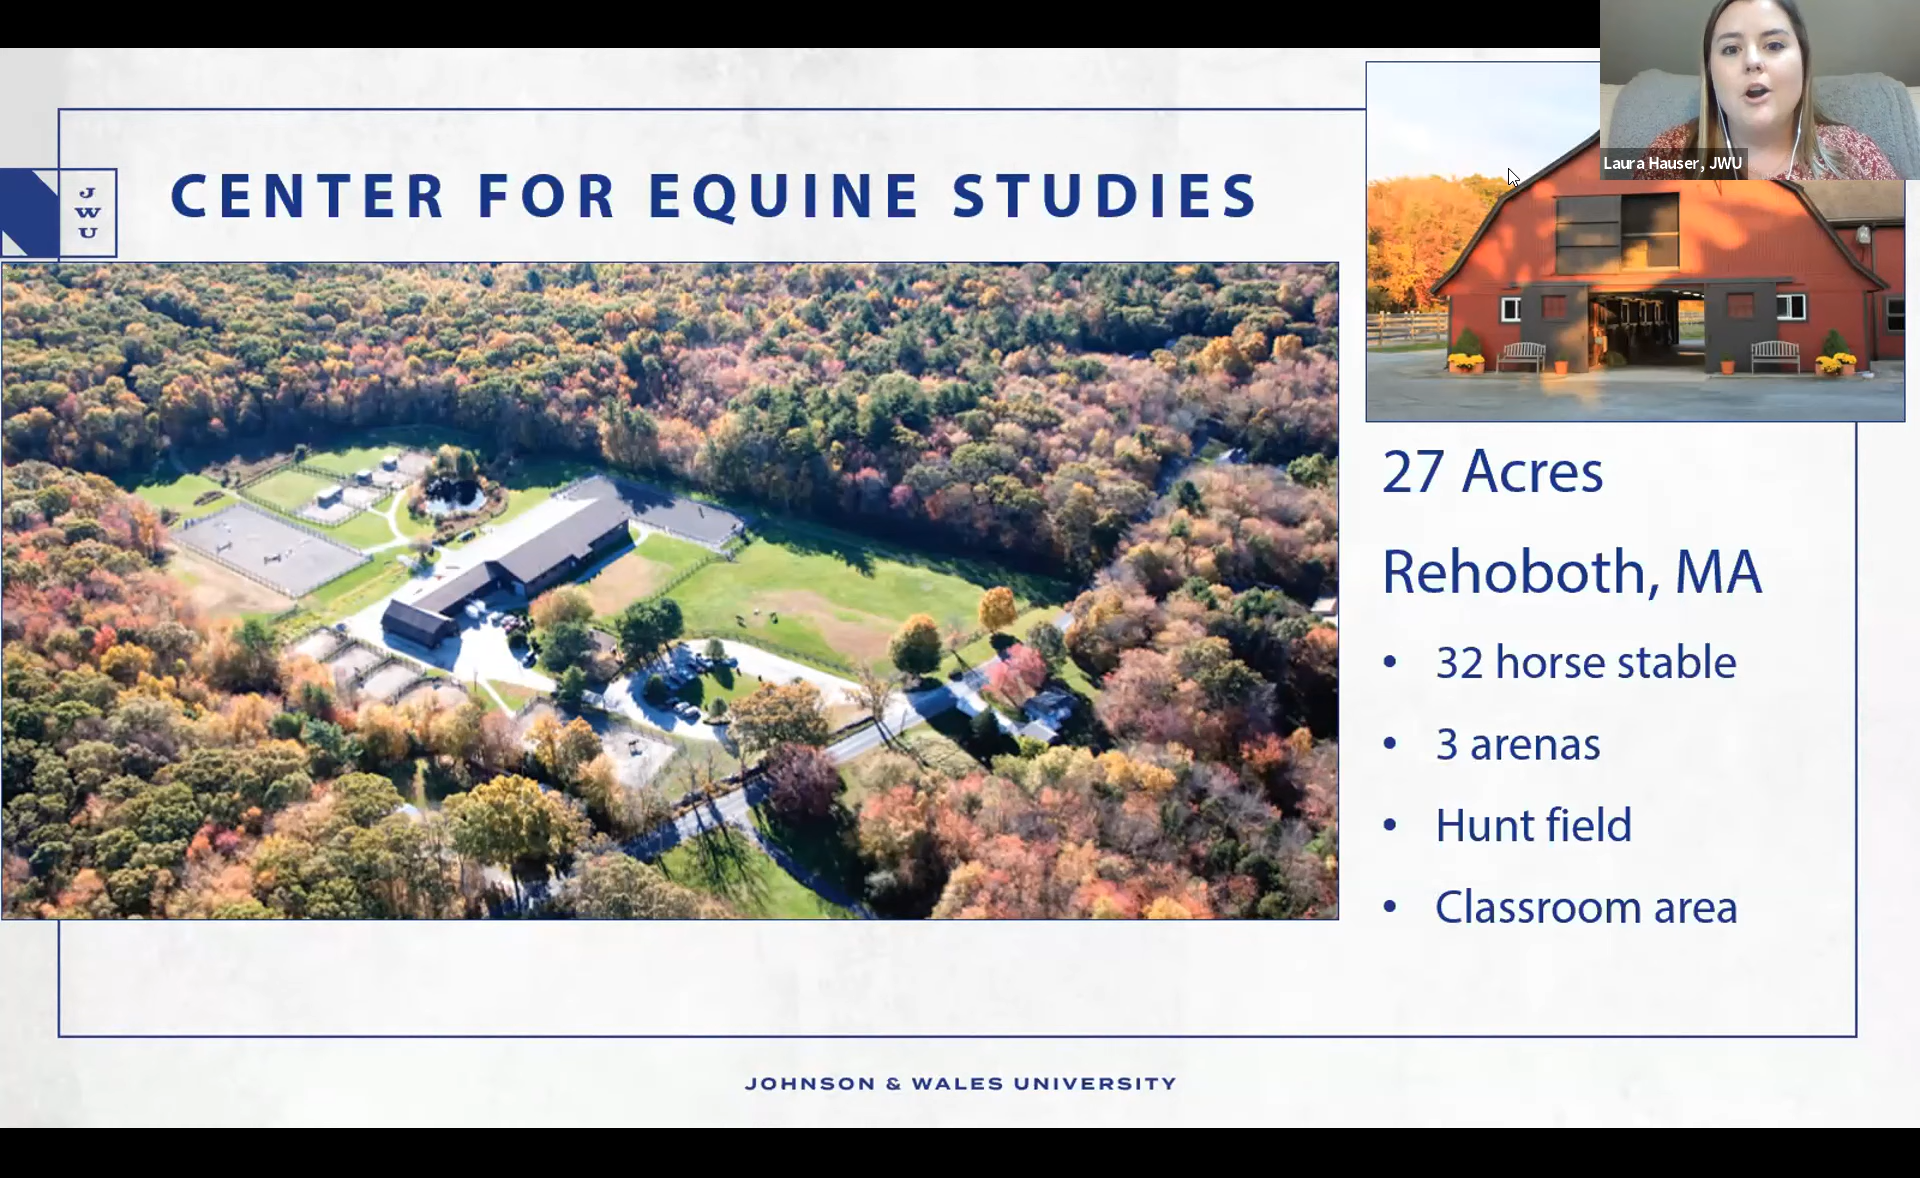 Laura Hauser, JWU
J
W
U
CENTER FOR EQUINE STUDIES
27 Acres
Rehoboth, MA
• 32 horse stable
• 3 arenas
• Hunt field
• Classroom area
JOHNSON & WALES UNIVERSITY